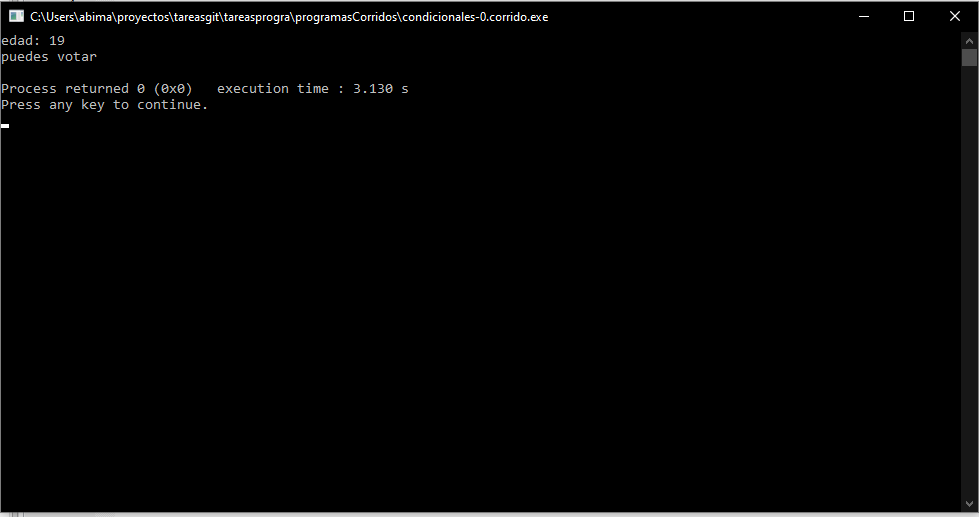 C:\Users\abima\proyectos\tareasgit\tareasprogra\programasCorridos\condicionales-0.corrido.exe
edad: 19
puedes votar
Process returned 0 (0x0)   execution time : 3.130 s
Press any key to continue.